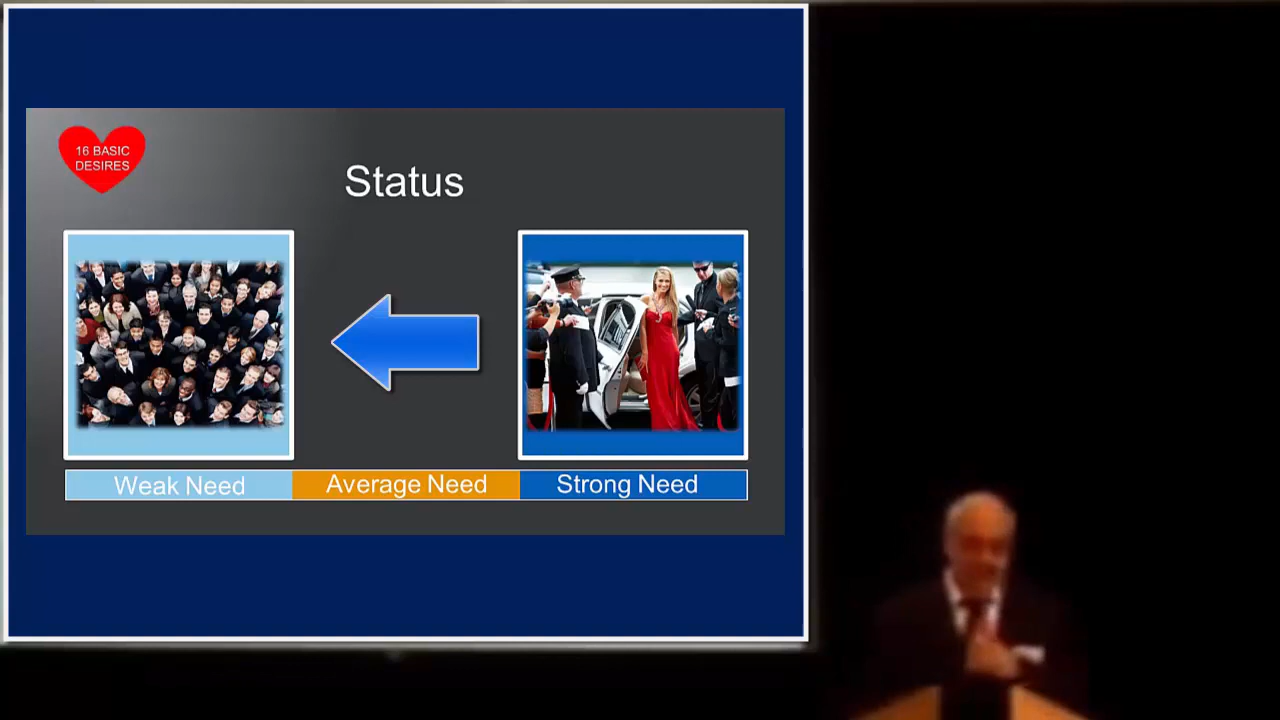 16 BASIC
DESIRES
Status
Weak Need
Average Need
Strong Need